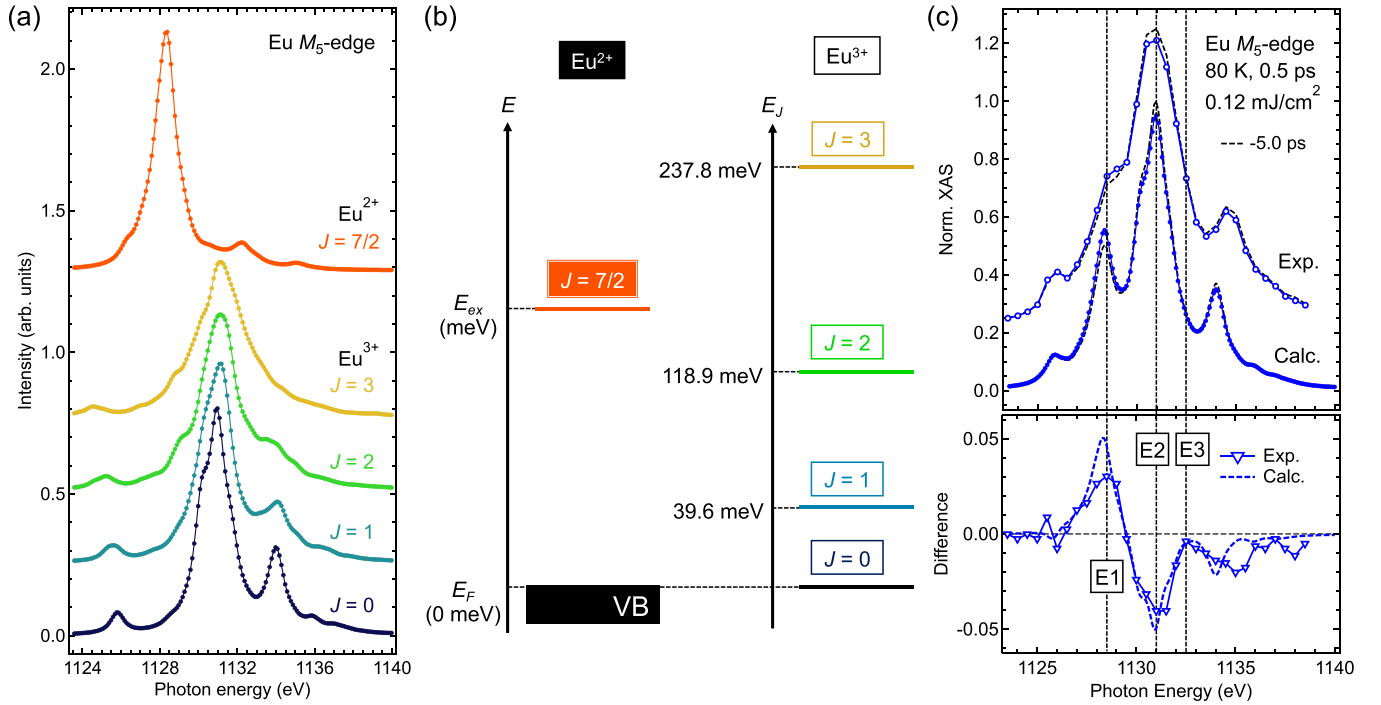 (a)
Eu M5-edge
2.0
1.5
1.0
0.5
0.0
Intensity (arb. units)
Eu2+
J = 7/2
Eu3+
J = 3
J = 2
J = 1
J = 0
1124
1128
1132
1136
1140
Photon energy (eV)
(b)
Eu2+
E
J = 7/2
Eex
(meV)
EF
(0 meV)
VB
Eu3+
EJ
J = 3
237.8 meV
J = 2
118.9 meV
J = 1
39.6 meV
J = 0
(c)
Eu M5-edge
80 K, 0.5 ps
0.12 mJ/cm2
-5.0 ps
1.2
1.0
0.8
0.6
0.4
0.2
0.0
Norm. XAS
Exp.
Calc.
0.05
0.00
-0.05
Difference
E1
E2
E3
Exp.
Calc.
1125
1130
1135
1140
Photon Energy (eV)